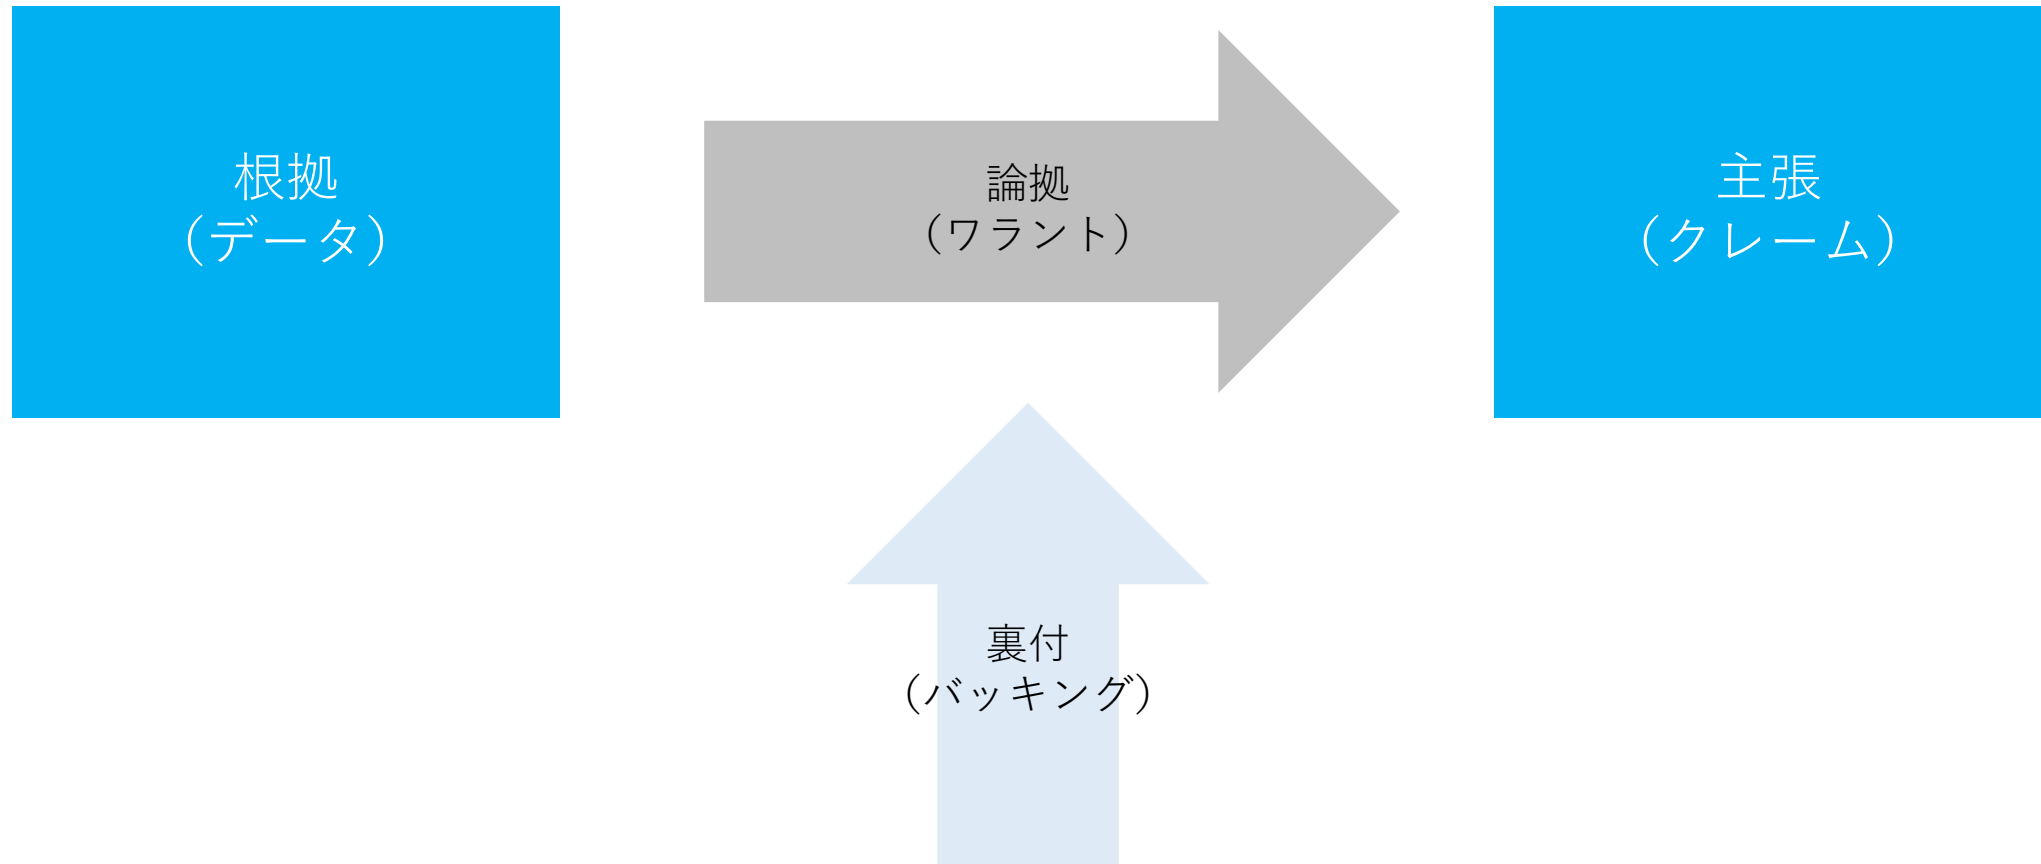 根拠
（データ）
論拠
（ワラント）
主張
（クレーム）
裏付
（バッキング）